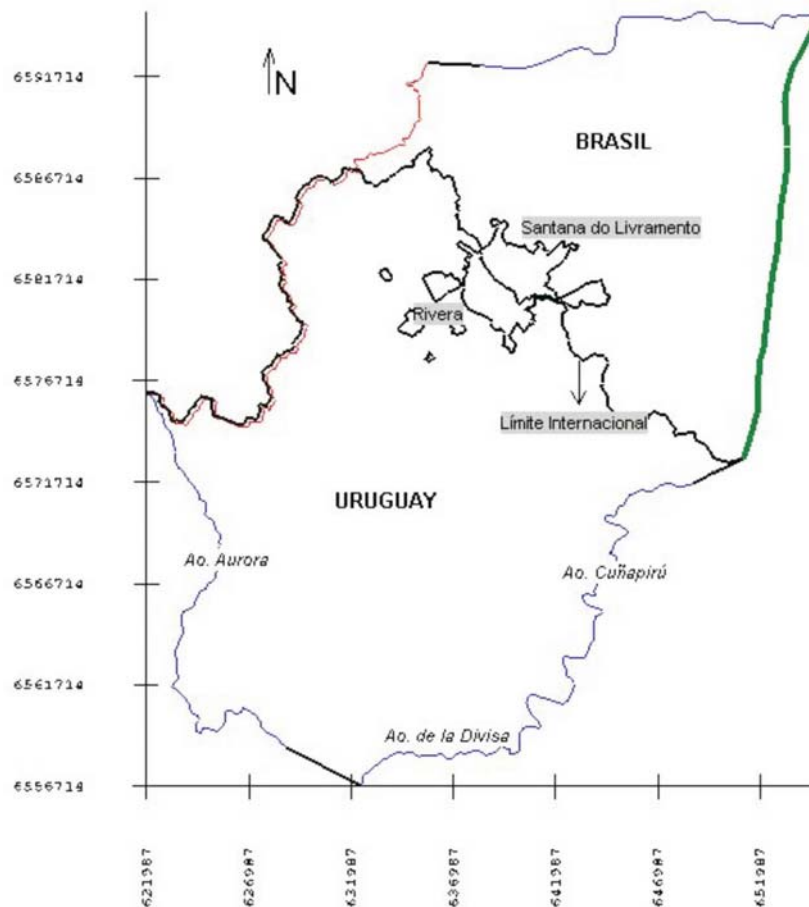 6591714
N
BRASIL
6586714
Santana do Livramento
6581714
Rivera
6576714
Límite Internacional
6571714
URUGUAY
Ao. Aurora
6566714
Ao. Cuñapirú
6561714
Ao. de la Divisa
6556714
621987
626987
631987
636987
641987
646987
651987